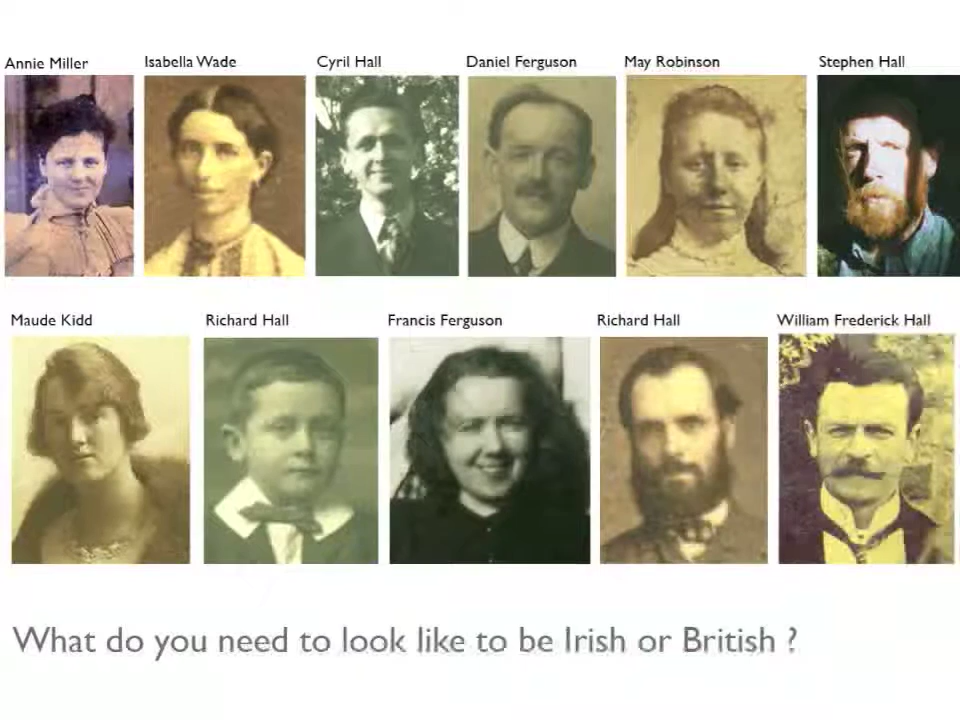 Annie Miller Isabella Wade Cyril Hall Daniel Ferguson May Robinson Stephen Hall
Maude Kidd Richard Hall Francis Ferguson Richard Hall William Frederick Hall
What do you need to look like to be Irish or British ?